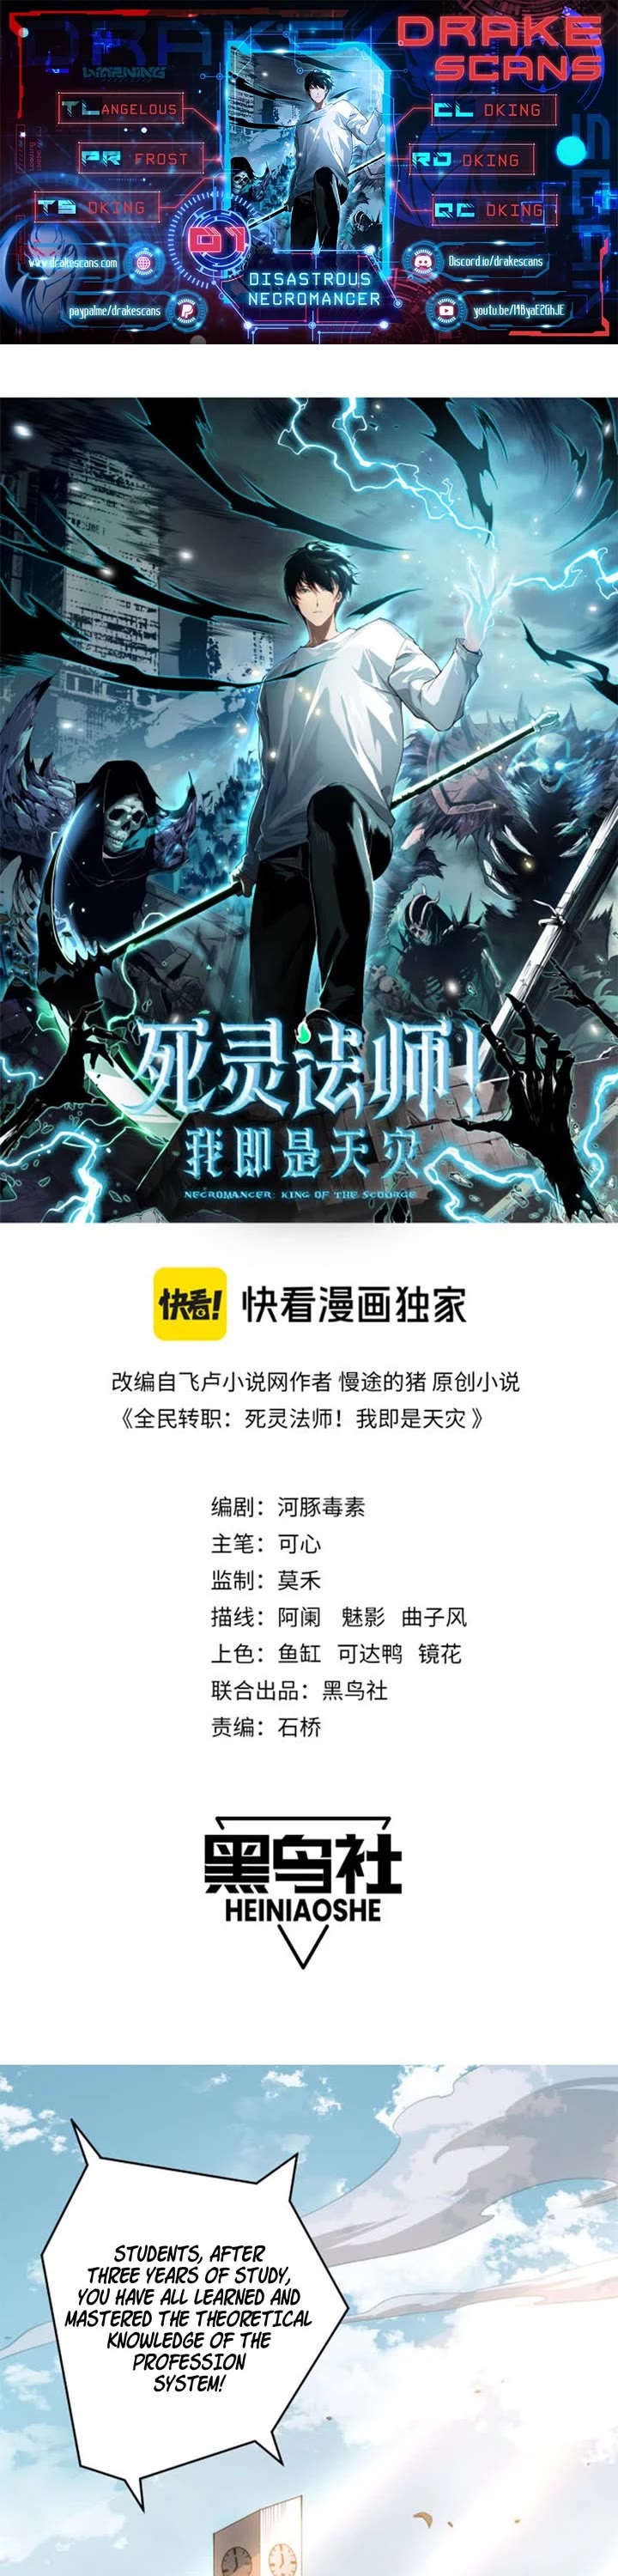 DRAKE
SCANS
WARNING
TL ANGELOUS
CL DKING
PR FROST
RD DKING
TS DKING
QC DKING
01
www.drakescans.com
Discord.io/drakescans
DISASTROUS
NECROMANCER
paypalme/drakescans
死灵法师！
我即是天灾
NECROMANCER: KING OF THE SCOURGE
快看！ 快看漫画独家
改编自飞卢小说网作者 慢途的猪 原创小说
《全民转职：死灵法师！我即是天灾 》
编剧：河豚毒素
主笔：可心
监制：莫禾
描线：阿阑 魅影 曲子风
上色：鱼缸 可达鸭 镜花
联合出品：黑鸟社
责编：石桥
黑鸟社
HEINIAOSHE
STUDENTS, AFTER
THREE YEARS OF STUDY,
YOU HAVE ALL LEARNED AND
MASTERED THE THEORETICAL
KNOWLEDGE OF THE
PROFESSION
SYSTEM!